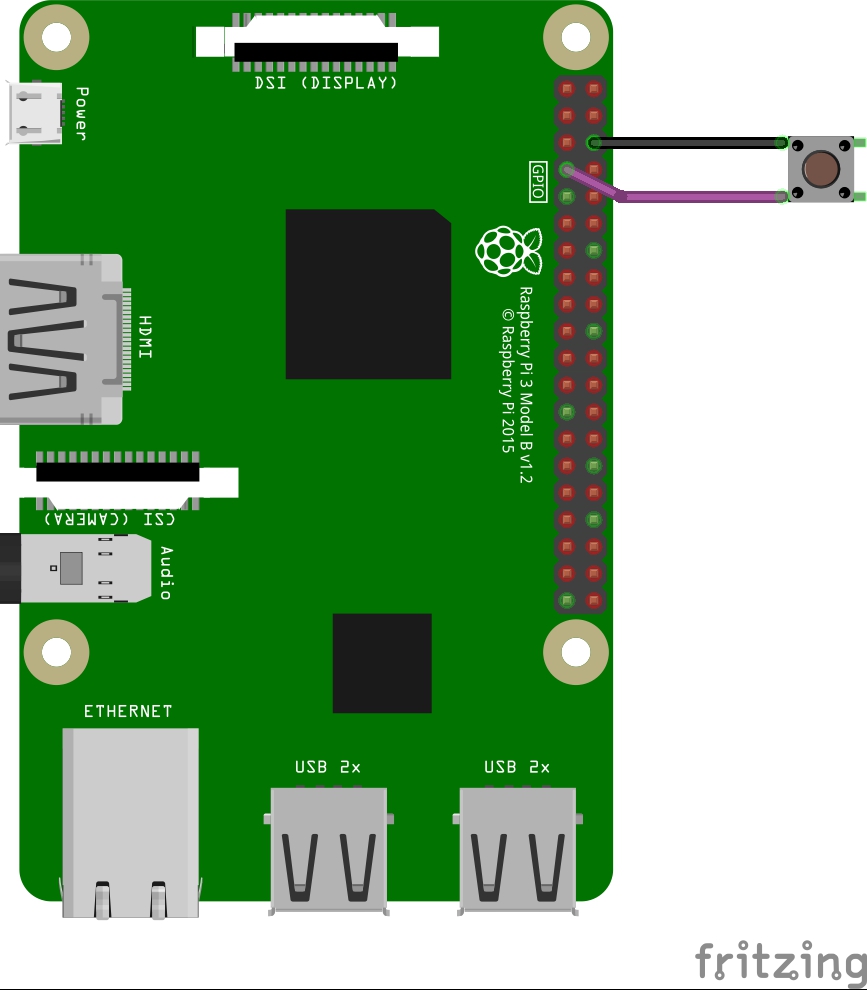 DSI (DISPLAY)
Power
GPIO
HDMI
Raspberry Pi 3 Model B v1.2
© Raspberry Pi 2015
CSI (CAMERA)
Audio
ETHERNET
USB 2x
USB 2x
fritzing